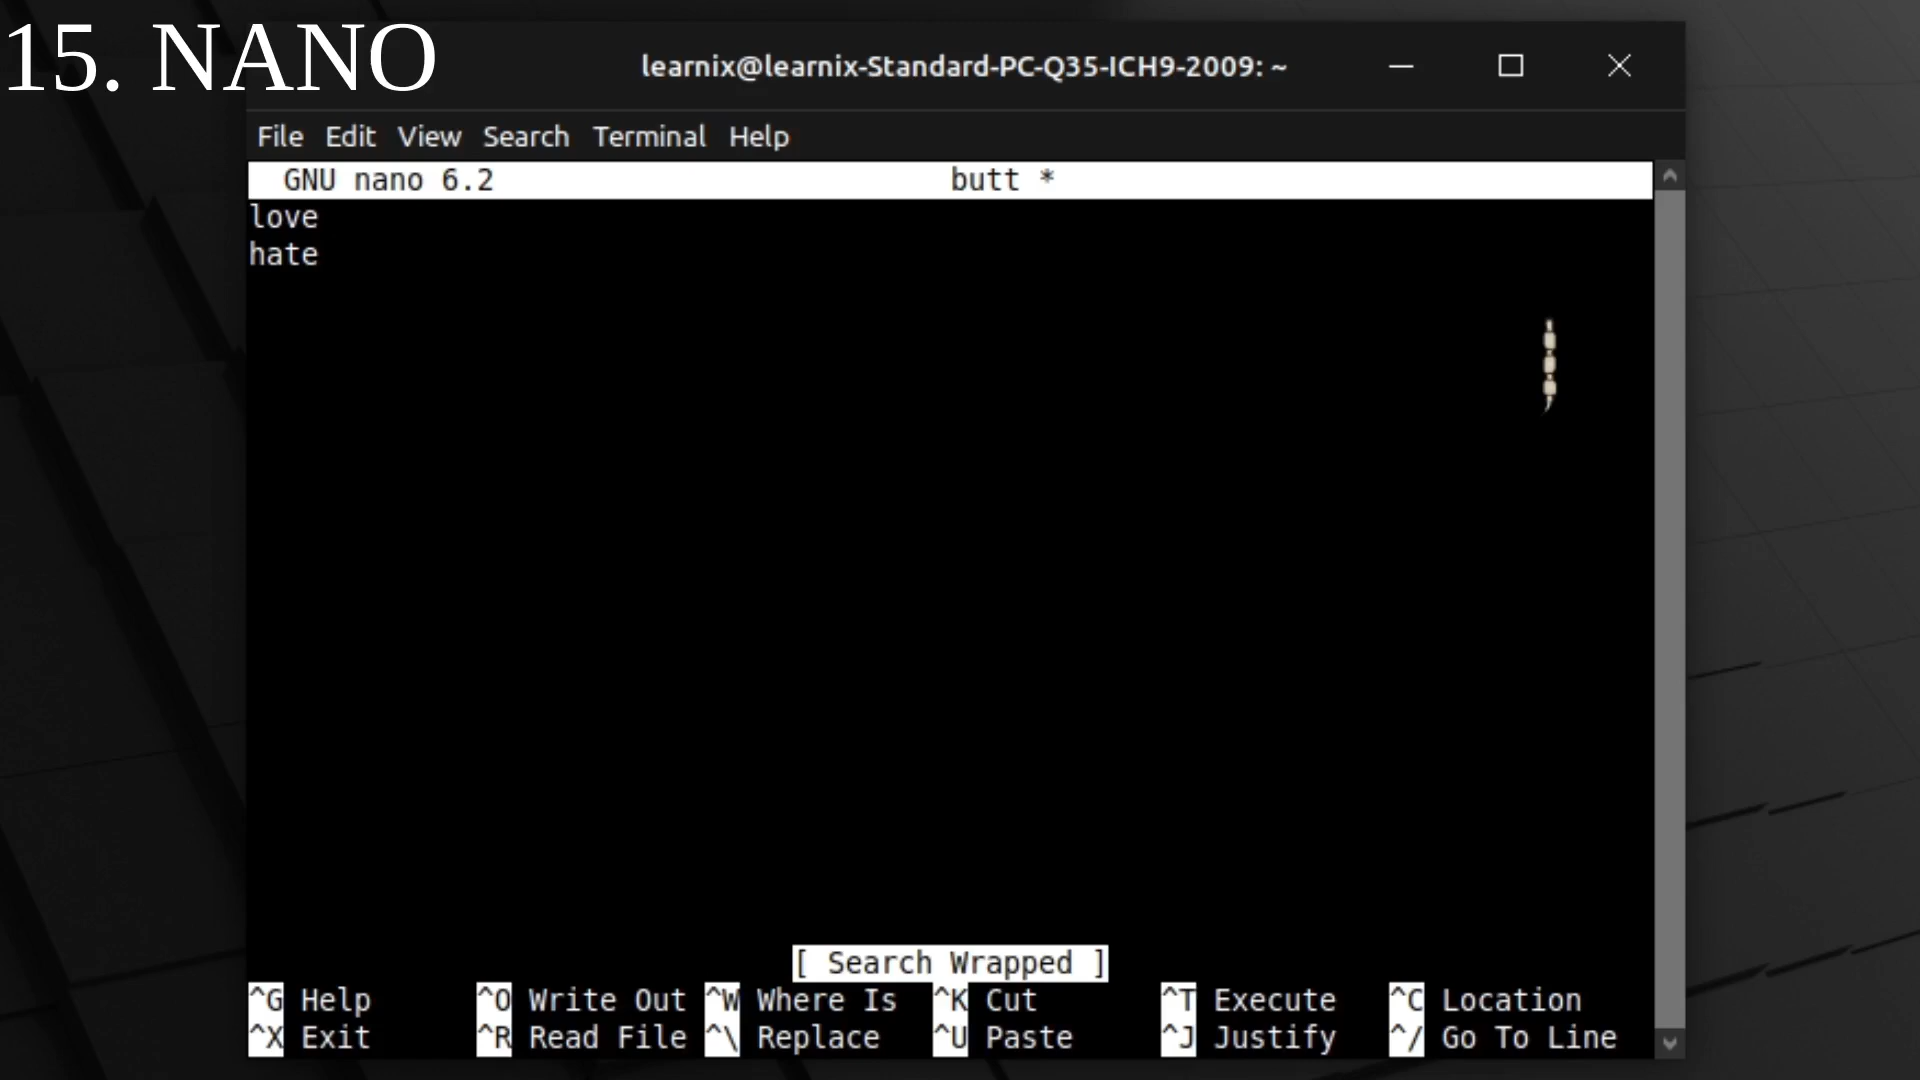 15. NANO
learnix@learnix-Standard-PC-Q35-ICH9-2009: ~
File Edit View Search Terminal Help
GNU nano 6.2 butt *
love
hate
[ Search Wrapped ]
^G Help ^O Write Out ^W Where Is ^K Cut ^T Execute ^C Location
^X Exit ^R Read File ^\ Replace ^U Paste ^J Justify ^/ Go To Line